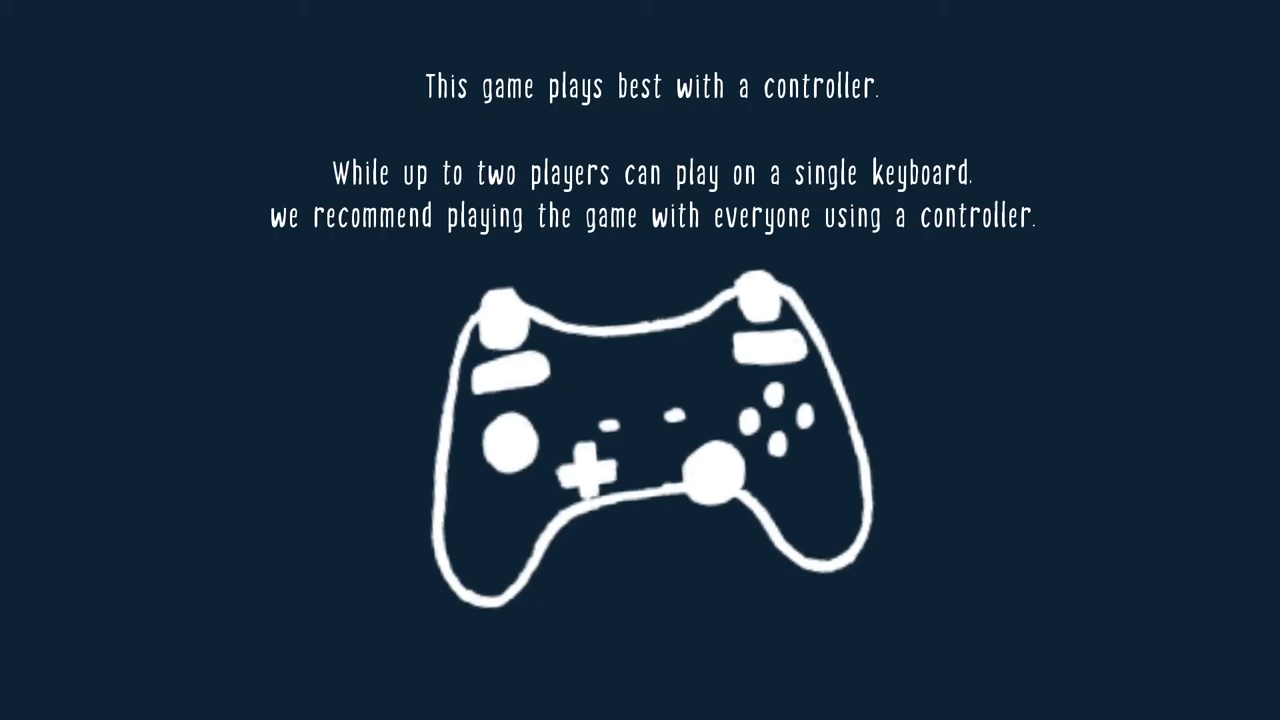 This game plays best with a controller.
While up to two players can play on a single keyboard,
we recommend playing the game with everyone using a controller.